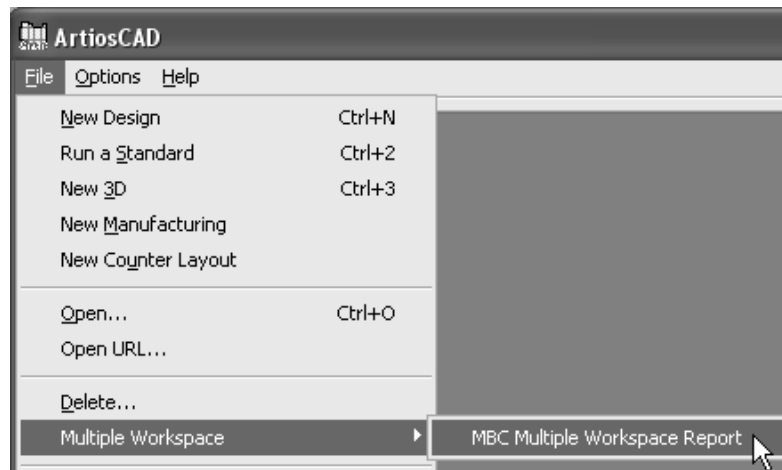 ArtiosCAD
File Options Help
New Design Ctrl+N
Run a Standard Ctrl+2
New 3D Ctrl+3
New Manufacturing
New Counter Layout
Open... Ctrl+O
Open URL...
Delete...
Multiple Workspace MBC Multiple Workspace Report